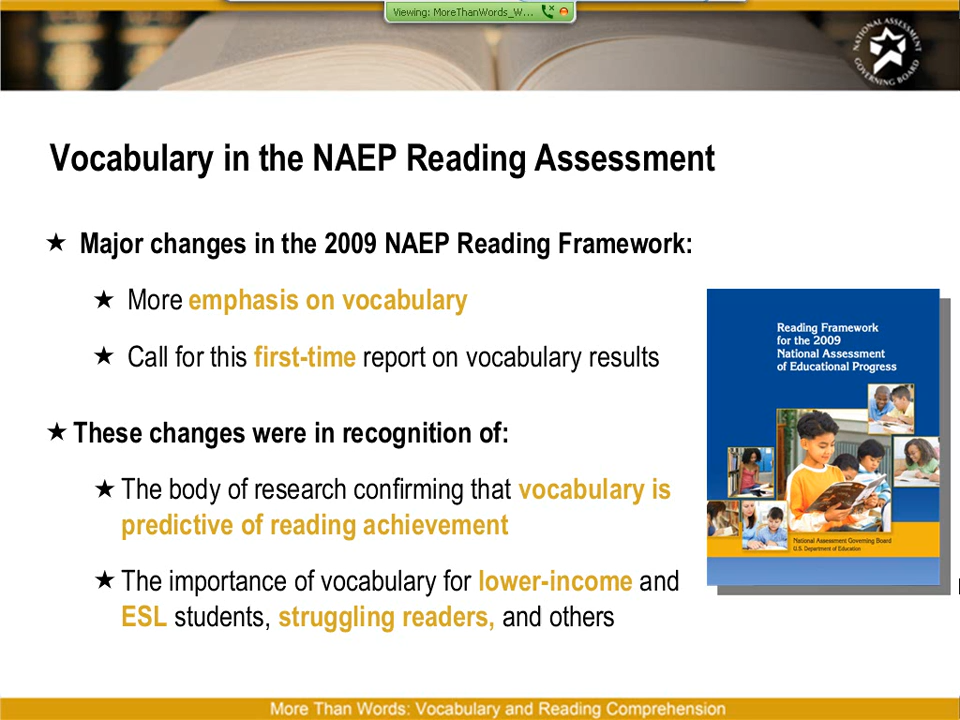 Viewing: MoreThanWords_W...
NATIONAL ASSESSMENT
GOVERNING BOARD
Vocabulary in the NAEP Reading Assessment
★ Major changes in the 2009 NAEP Reading Framework:
★ More emphasis on vocabulary
★ Call for this first-time report on vocabulary results
★ These changes were in recognition of:
★ The body of research confirming that vocabulary is
predictive of reading achievement
★ The importance of vocabulary for lower-income and
ESL students, struggling readers, and others
Reading Framework
for the 2009
National Assessment
of Educational Progress
National Assessment Governing Board
U.S. Department of Education
More Than Words: Vocabulary and Reading Comprehension